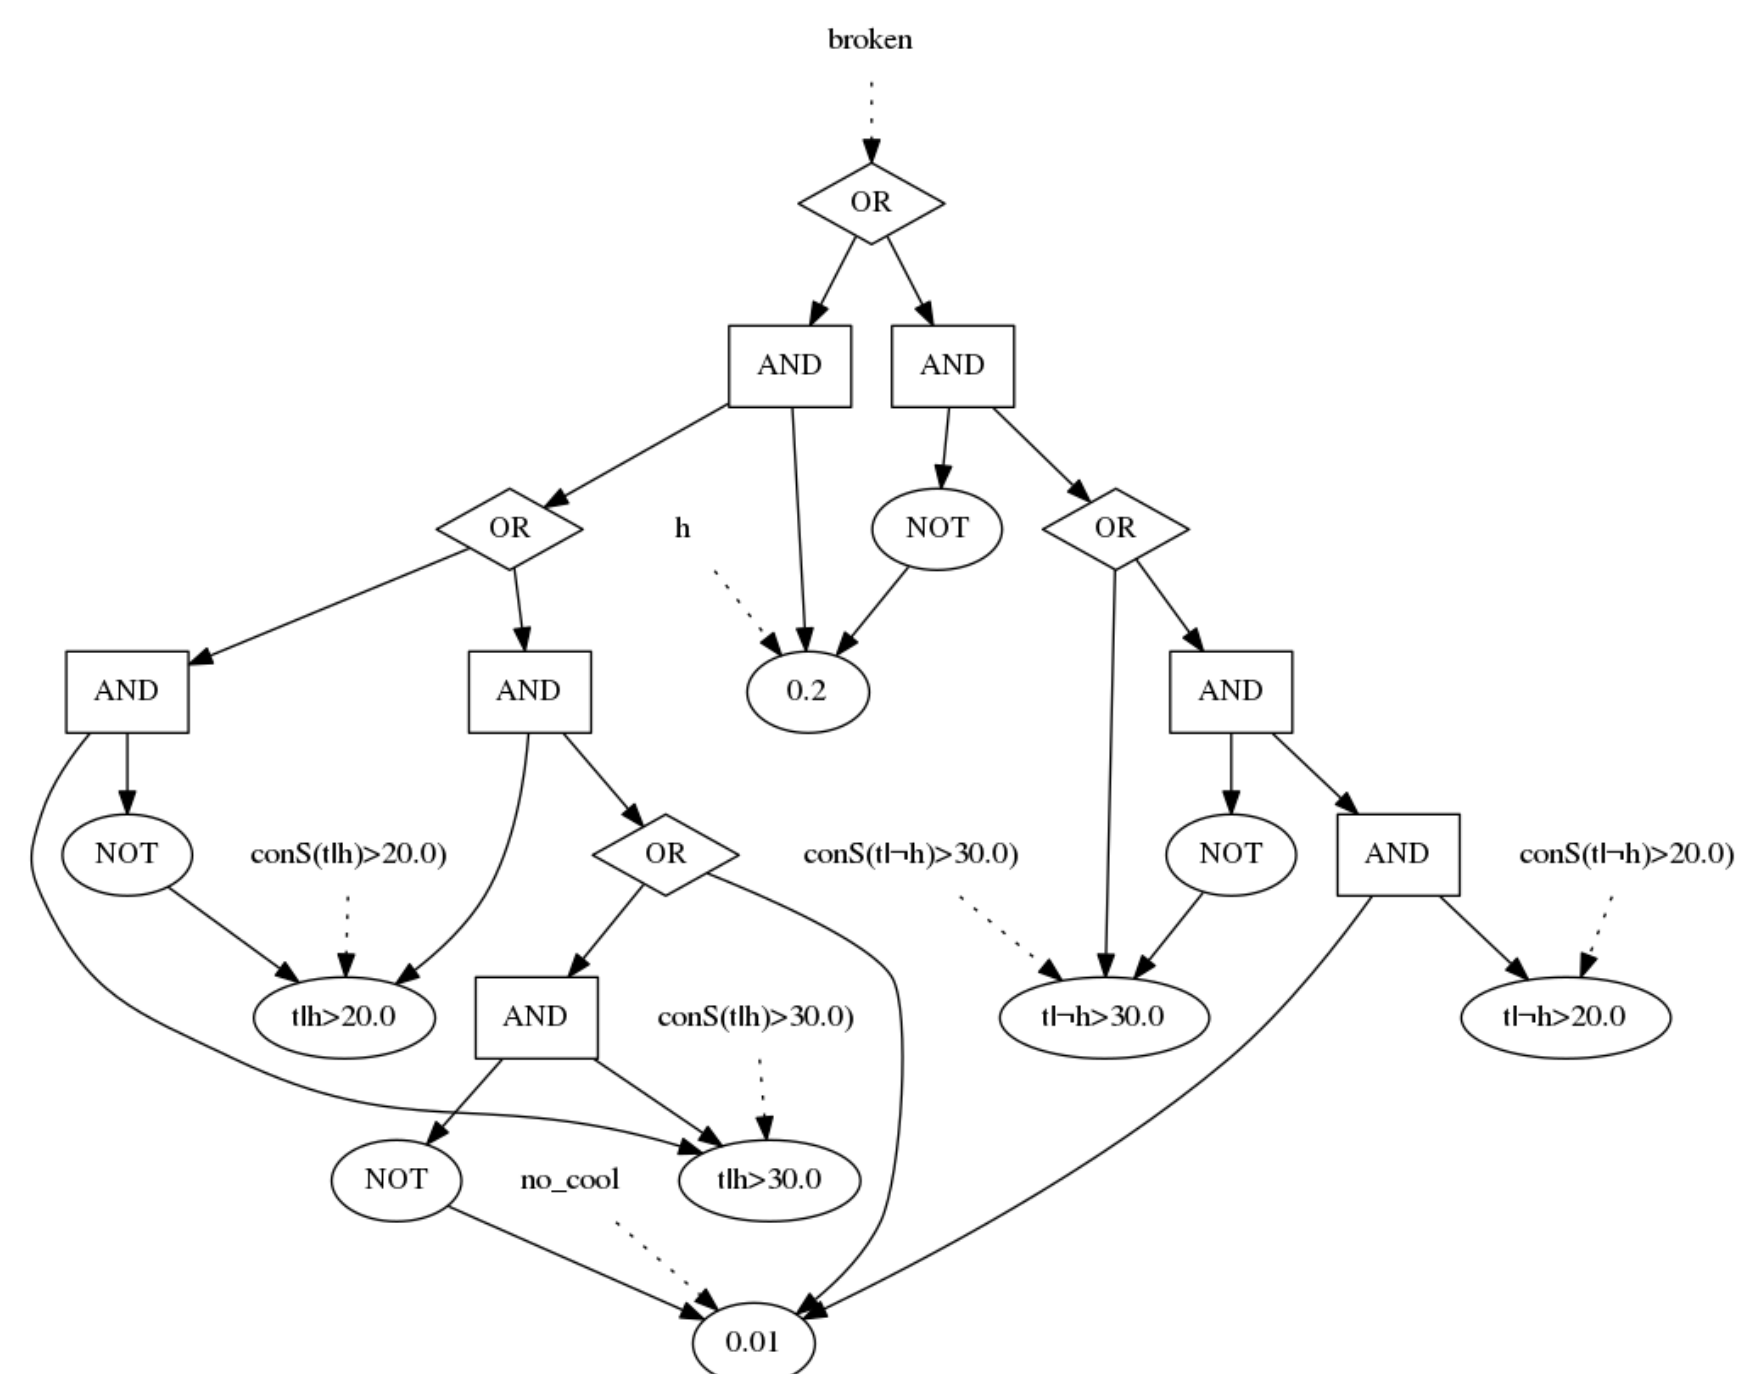 broken
OR
AND
AND
OR
h
NOT
OR
AND
AND
0.2
AND
NOT
conS(t|h)>20.0)
OR
conS(t|¬h)>30.0)
NOT
AND
conS(t|¬h)>20.0)
t|h>20.0
AND
conS(t|h)>30.0)
t|¬h>30.0
t|¬h>20.0
NOT
no_cool
t|h>30.0
0.01